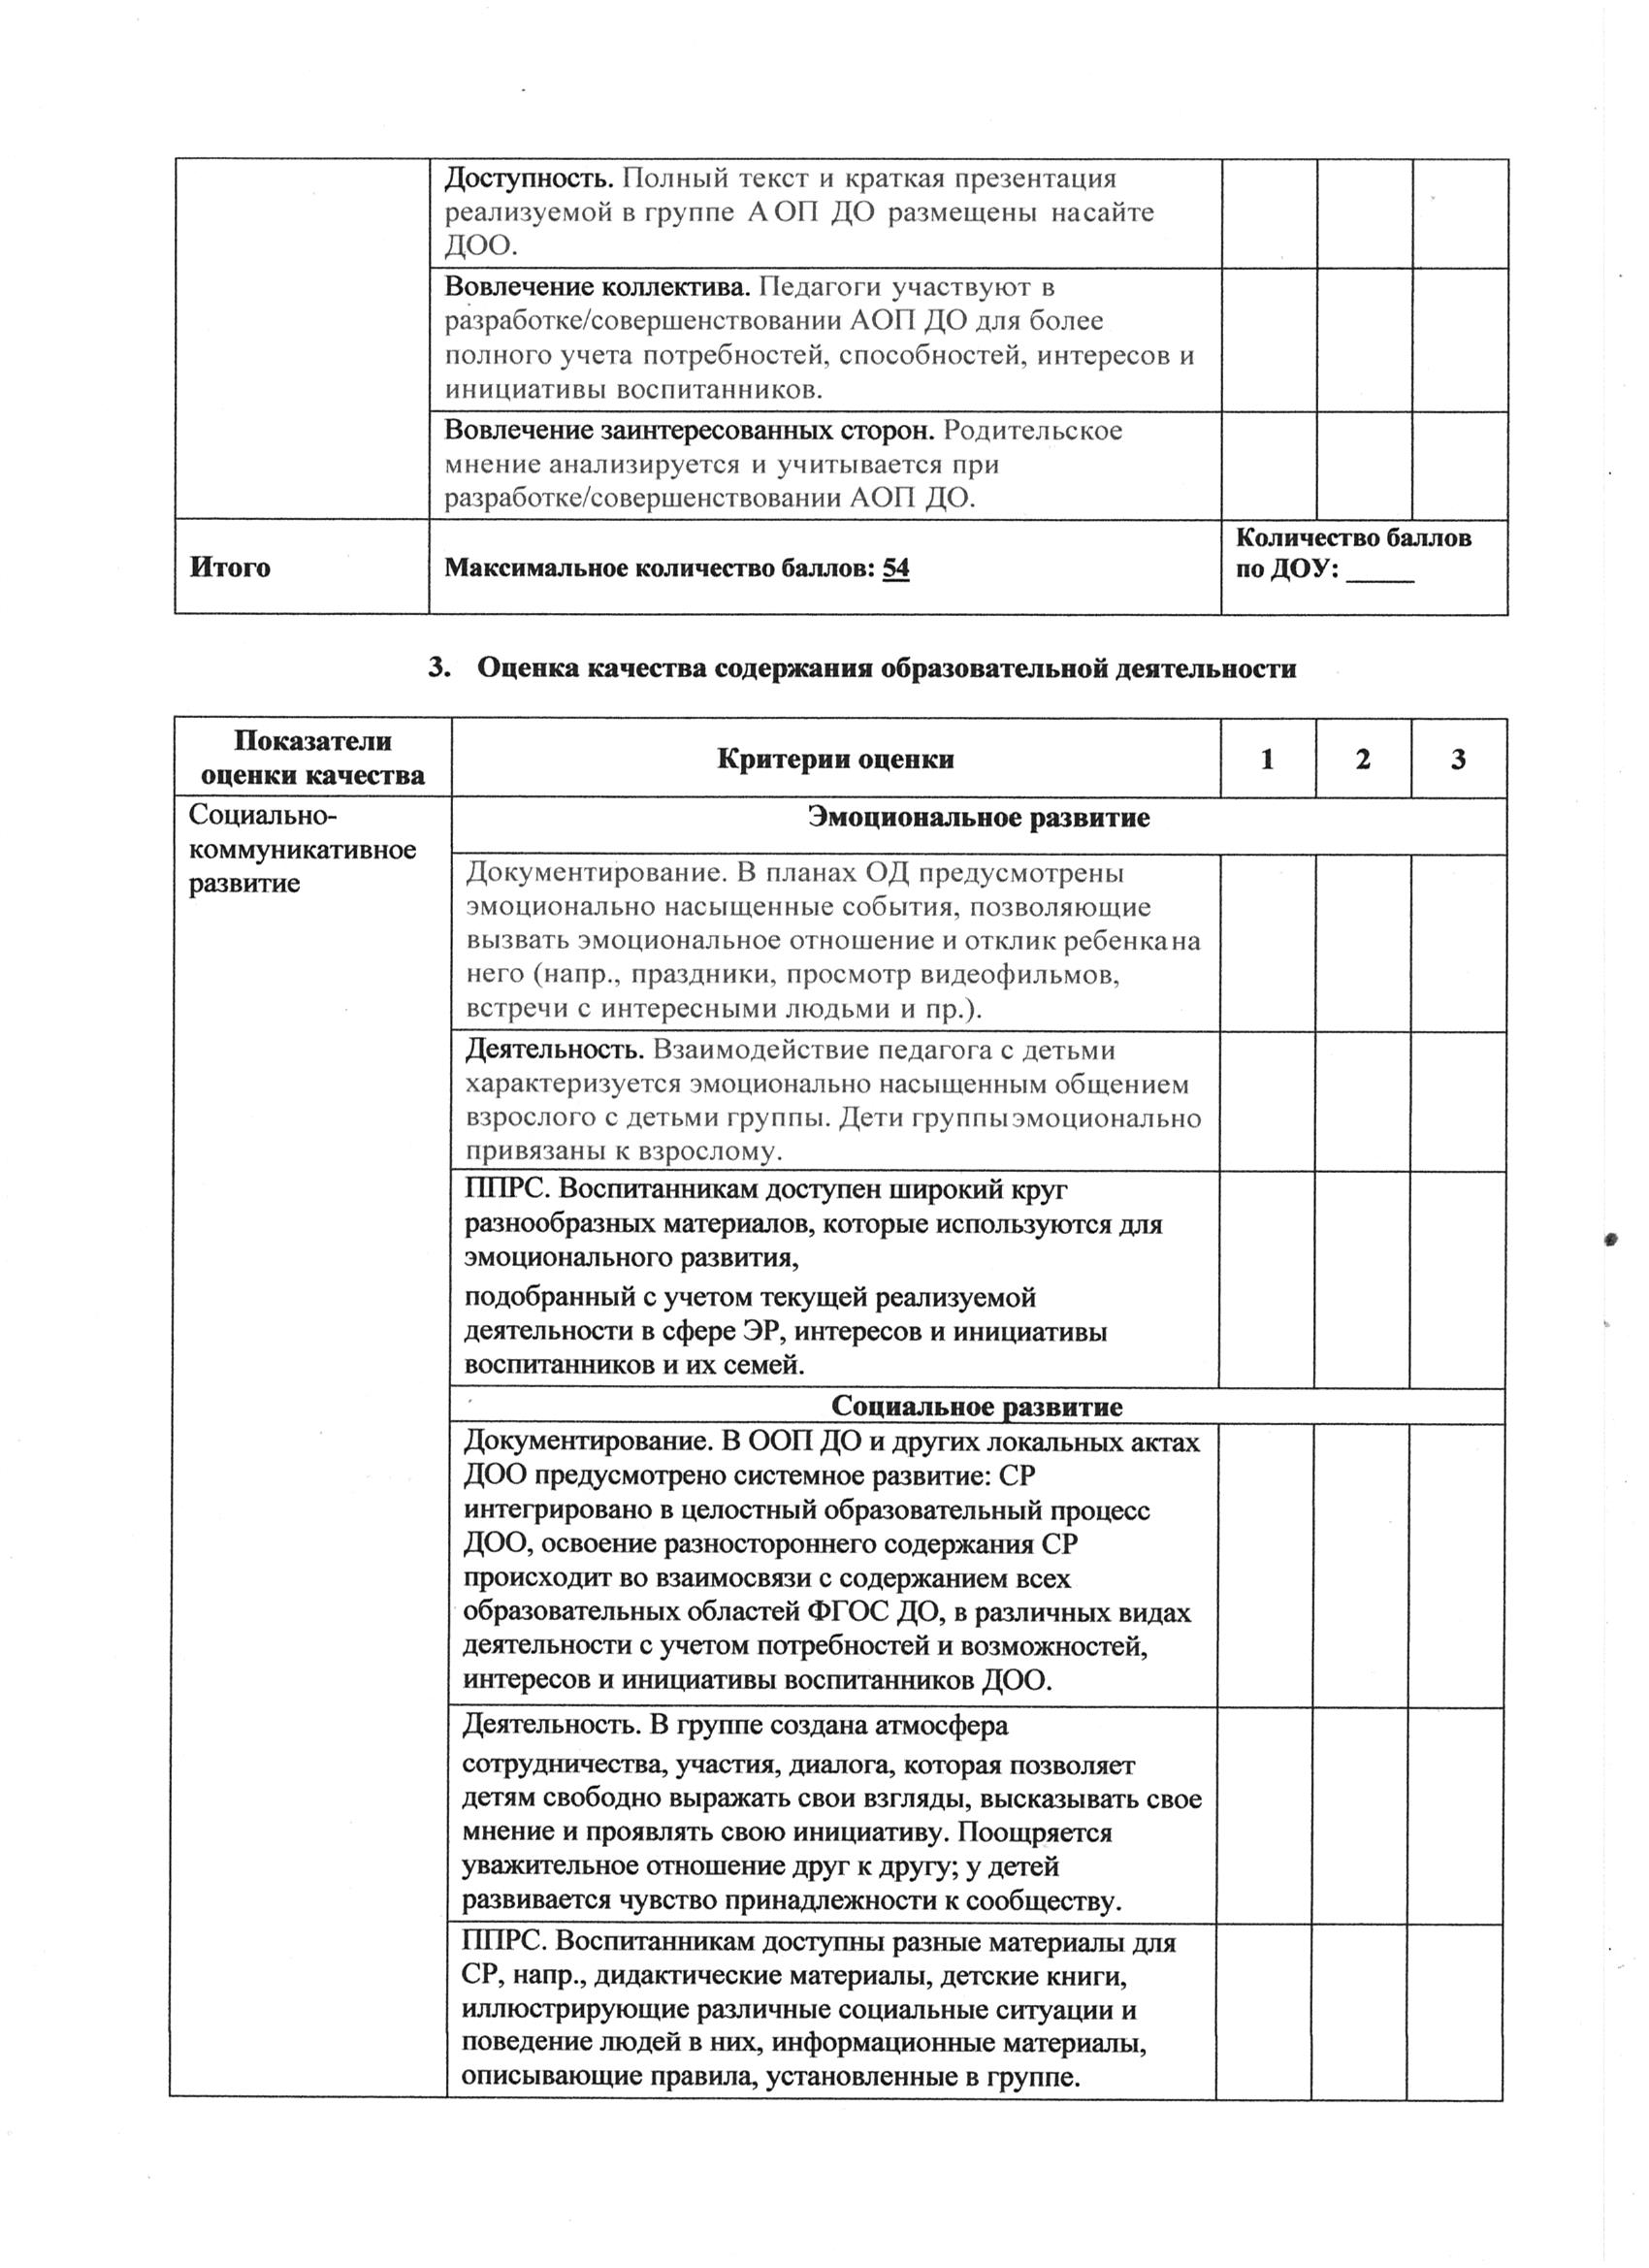 Доступность. Полный текст и краткая презентация
реализуемой в группе АОП ДО размещены насайте
ДОО.
Вовлечение коллектива. Педагоги участвуют в
разработке/совершенствовании АОП ДО для более
полного учета потребностей, способностей, интересов и
инициативы воспитанников.
Вовлечение заинтересованных сторон. Родительское
мнение анализируется и учитывается при
разработке/совершенствовании АОП ДО.
Итого
Максимальное количество баллов: 54
Количество баллов
по ДОУ: _____
3. Оценка качества содержания образовательной деятельности
Показатели
оценки качества
Критерии оценки
1
2
3
Социально-
коммуникативное
развитие
Эмоциональное развитие
Документирование. В планах ОД предусмотрены
эмоционально насыщенные события, позволяющие
вызвать эмоциональное отношение и отклик ребенка на
него (напр., праздники, просмотр видеофильмов,
встречи с интересными людьми и пр.).
Деятельность. Взаимодействие педагога с детьми
характеризуется эмоционально насыщенным общением
взрослого с детьми группы. Дети группы эмоционально
привязаны к взрослому.
ППРС. Воспитанникам доступен широкий круг
разнообразных материалов, которые используются для
эмоционального развития,
подобранный с учетом текущей реализуемой
деятельности в сфере ЭР, интересов и инициативы
воспитанников и их семей.
Социальное развитие
Документирование. В ООП ДО и других локальных актах
ДОО предусмотрено системное развитие: СР
интегрировано в целостный образовательный процесс
ДОО, освоение разностороннего содержания СР
происходит во взаимосвязи с содержанием всех
образовательных областей ФГОС ДО, в различных видах
деятельности с учетом потребностей и возможностей,
интересов и инициативы воспитанников ДОО.
Деятельность. В группе создана атмосфера
сотрудничества, участия, диалога, которая позволяет
детям свободно выражать свои взгляды, высказывать свое
мнение и проявлять свою инициативу. Поощряется
уважительное отношение друг к другу; у детей
развивается чувство принадлежности к сообществу.
ППРС. Воспитанникам доступны разные материалы для
СР, напр., дидактические материалы, детские книги,
иллюстрирующие различные социальные ситуации и
поведение людей в них, информационные материалы,
описывающие правила, установленные в группе.